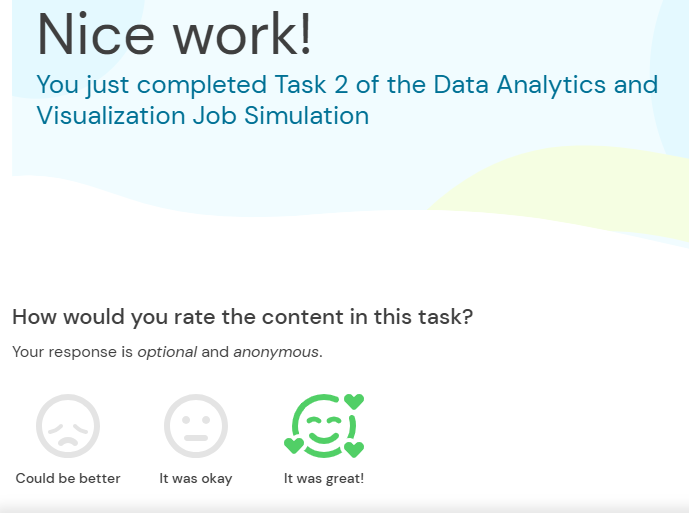 Nice work!
You just completed Task 2 of the Data Analytics and
Visualization Job Simulation
How would you rate the content in this task?
Your response is optional and anonymous.
Could be better
It was okay
It was great!